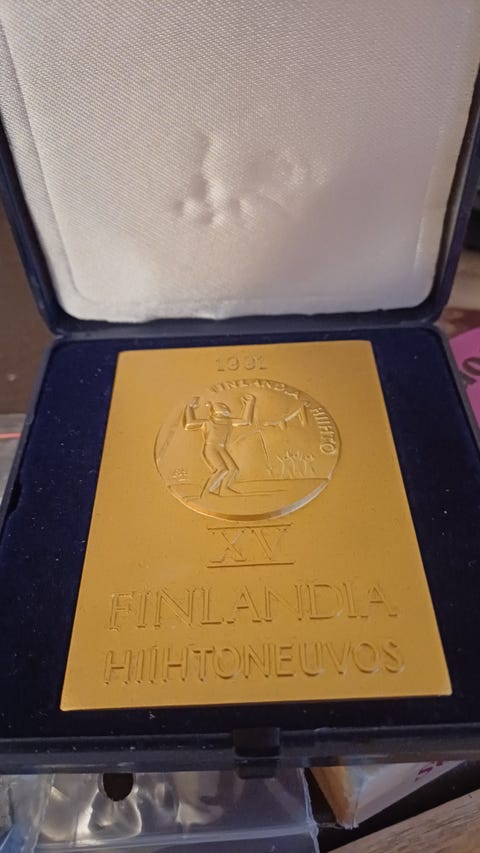 1991
FINLANDIA HIIHTO
XV
FINLANDIA
HIIHTONEUVOS